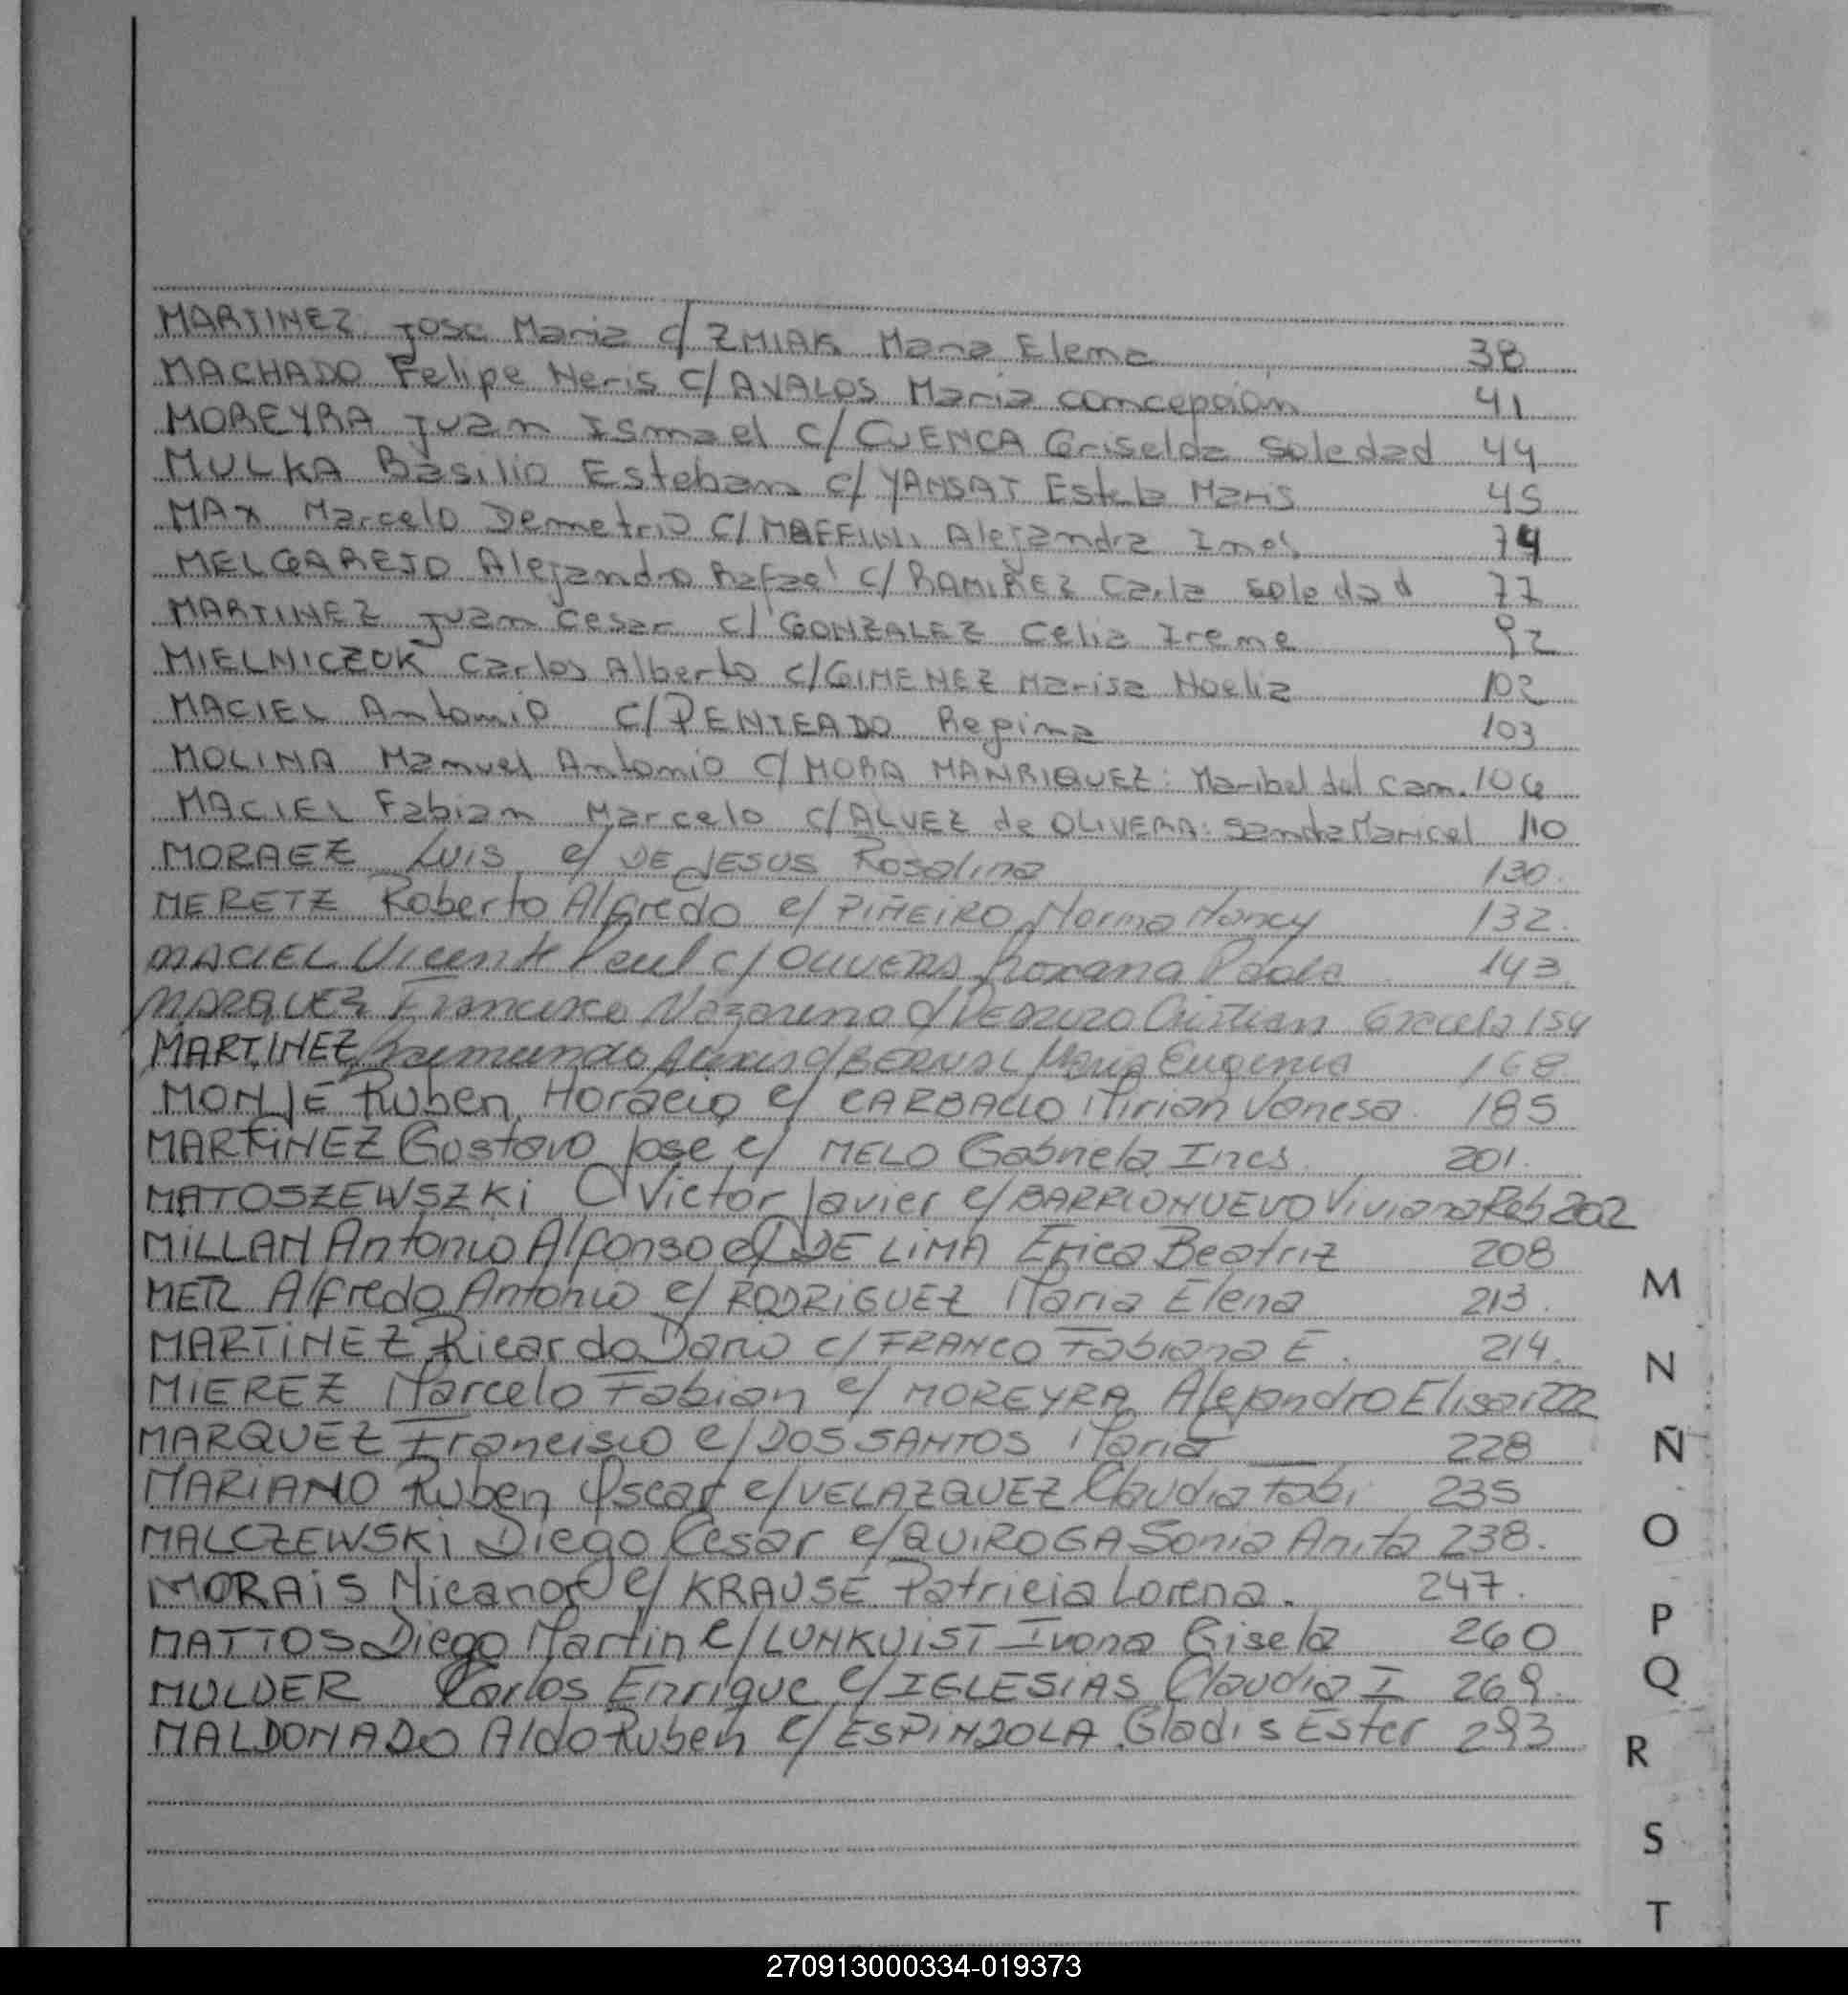 MARTINEZ Jose Maria c/ ZMIAK Maria Elena 38
MACHADO Felipe Neris c/ AVALOS Maria concepción 41
MOREYRA Juan Ismael c/ CUENCA Griselda Soledad 44
MULKA Basilio Esteban c/ YANSAT Estela Maris 45
MAX Marcelo Demetrio c/ MAFFINI Alejandra Ines 74
MELGAREJO Alejandro Rafael c/ RAMIREZ Carla Soledad 77
MARTINEZ Juan Cesar c/ GONZALEZ Celia Irene 92
MIELNICZUK Carlos Alberto c/ GIMENEZ Marisa Noelia 102
MACIEL Antonio c/ PENTEADO Regina 103
MOLINA Manuel Antonio c/ MORA MANRIQUEZ: Maribel del Cam. 106
MACIEL Fabian Marcelo c/ ALVEZ de OLIVERA: Sandra Maricel 110
MORAEZ Luis c/ DE JESUS Rosalina 130.
MERETZ Roberto Alfredo c/ PIÑEIRO Norma Nancy 132.
MACIEL Vicente Paul c/ OLIVERA Roxana Paola 143
MARQUEZ Francisco Nazareno c/ PEDROZO Cristian Graciela 154
MARTINEZ Raimundo Alexis c/ BERNAL Maria Eugenia 168
MONJE Ruben Horacio c/ CARBALLO Mirian Vanesa. 185
MARTINEZ Gustavo Jose c/ MELO Gabriela Ines. 201.
MATOSZEWSZKI Victor Javier c/ BARRIONUEVO Viviana Reb 202
MILLAN Antonio Alfonso c/ DE LIMA Erica Beatriz 208
METZ Alfredo Antonio c/ RODRIGUEZ Maria Elena 213.
MARTINEZ Ricardo Dario c/ FRANCO Fabiana E. 214.
MIEREZ Marcelo Fabian c/ MOREYRA Alejandro Elisa
MARQUEZ Francisco c/ DOS SANTOS Maria 228
MARIANO Ruben Oscar c/ VELAZQUEZ Claudia Fabi 235
MALCZEWSKI Diego Cesar c/ QUIROGA Sonia Anita 238.
MORAIS Nicanor c/ KRAUSE Patricia Lorena. 247.
MATTOS Diego Martin c/ LUNKVIST Ivana Gisela 260
MULDER Carlos Enrique c/ IGLESIAS Claudia I 269.
MALDONADO Aldo Ruben c/ ESPINDOLA Gladis Ester 293
M
N
Ñ
O
P
Q
R
S
T
270913000334-019373